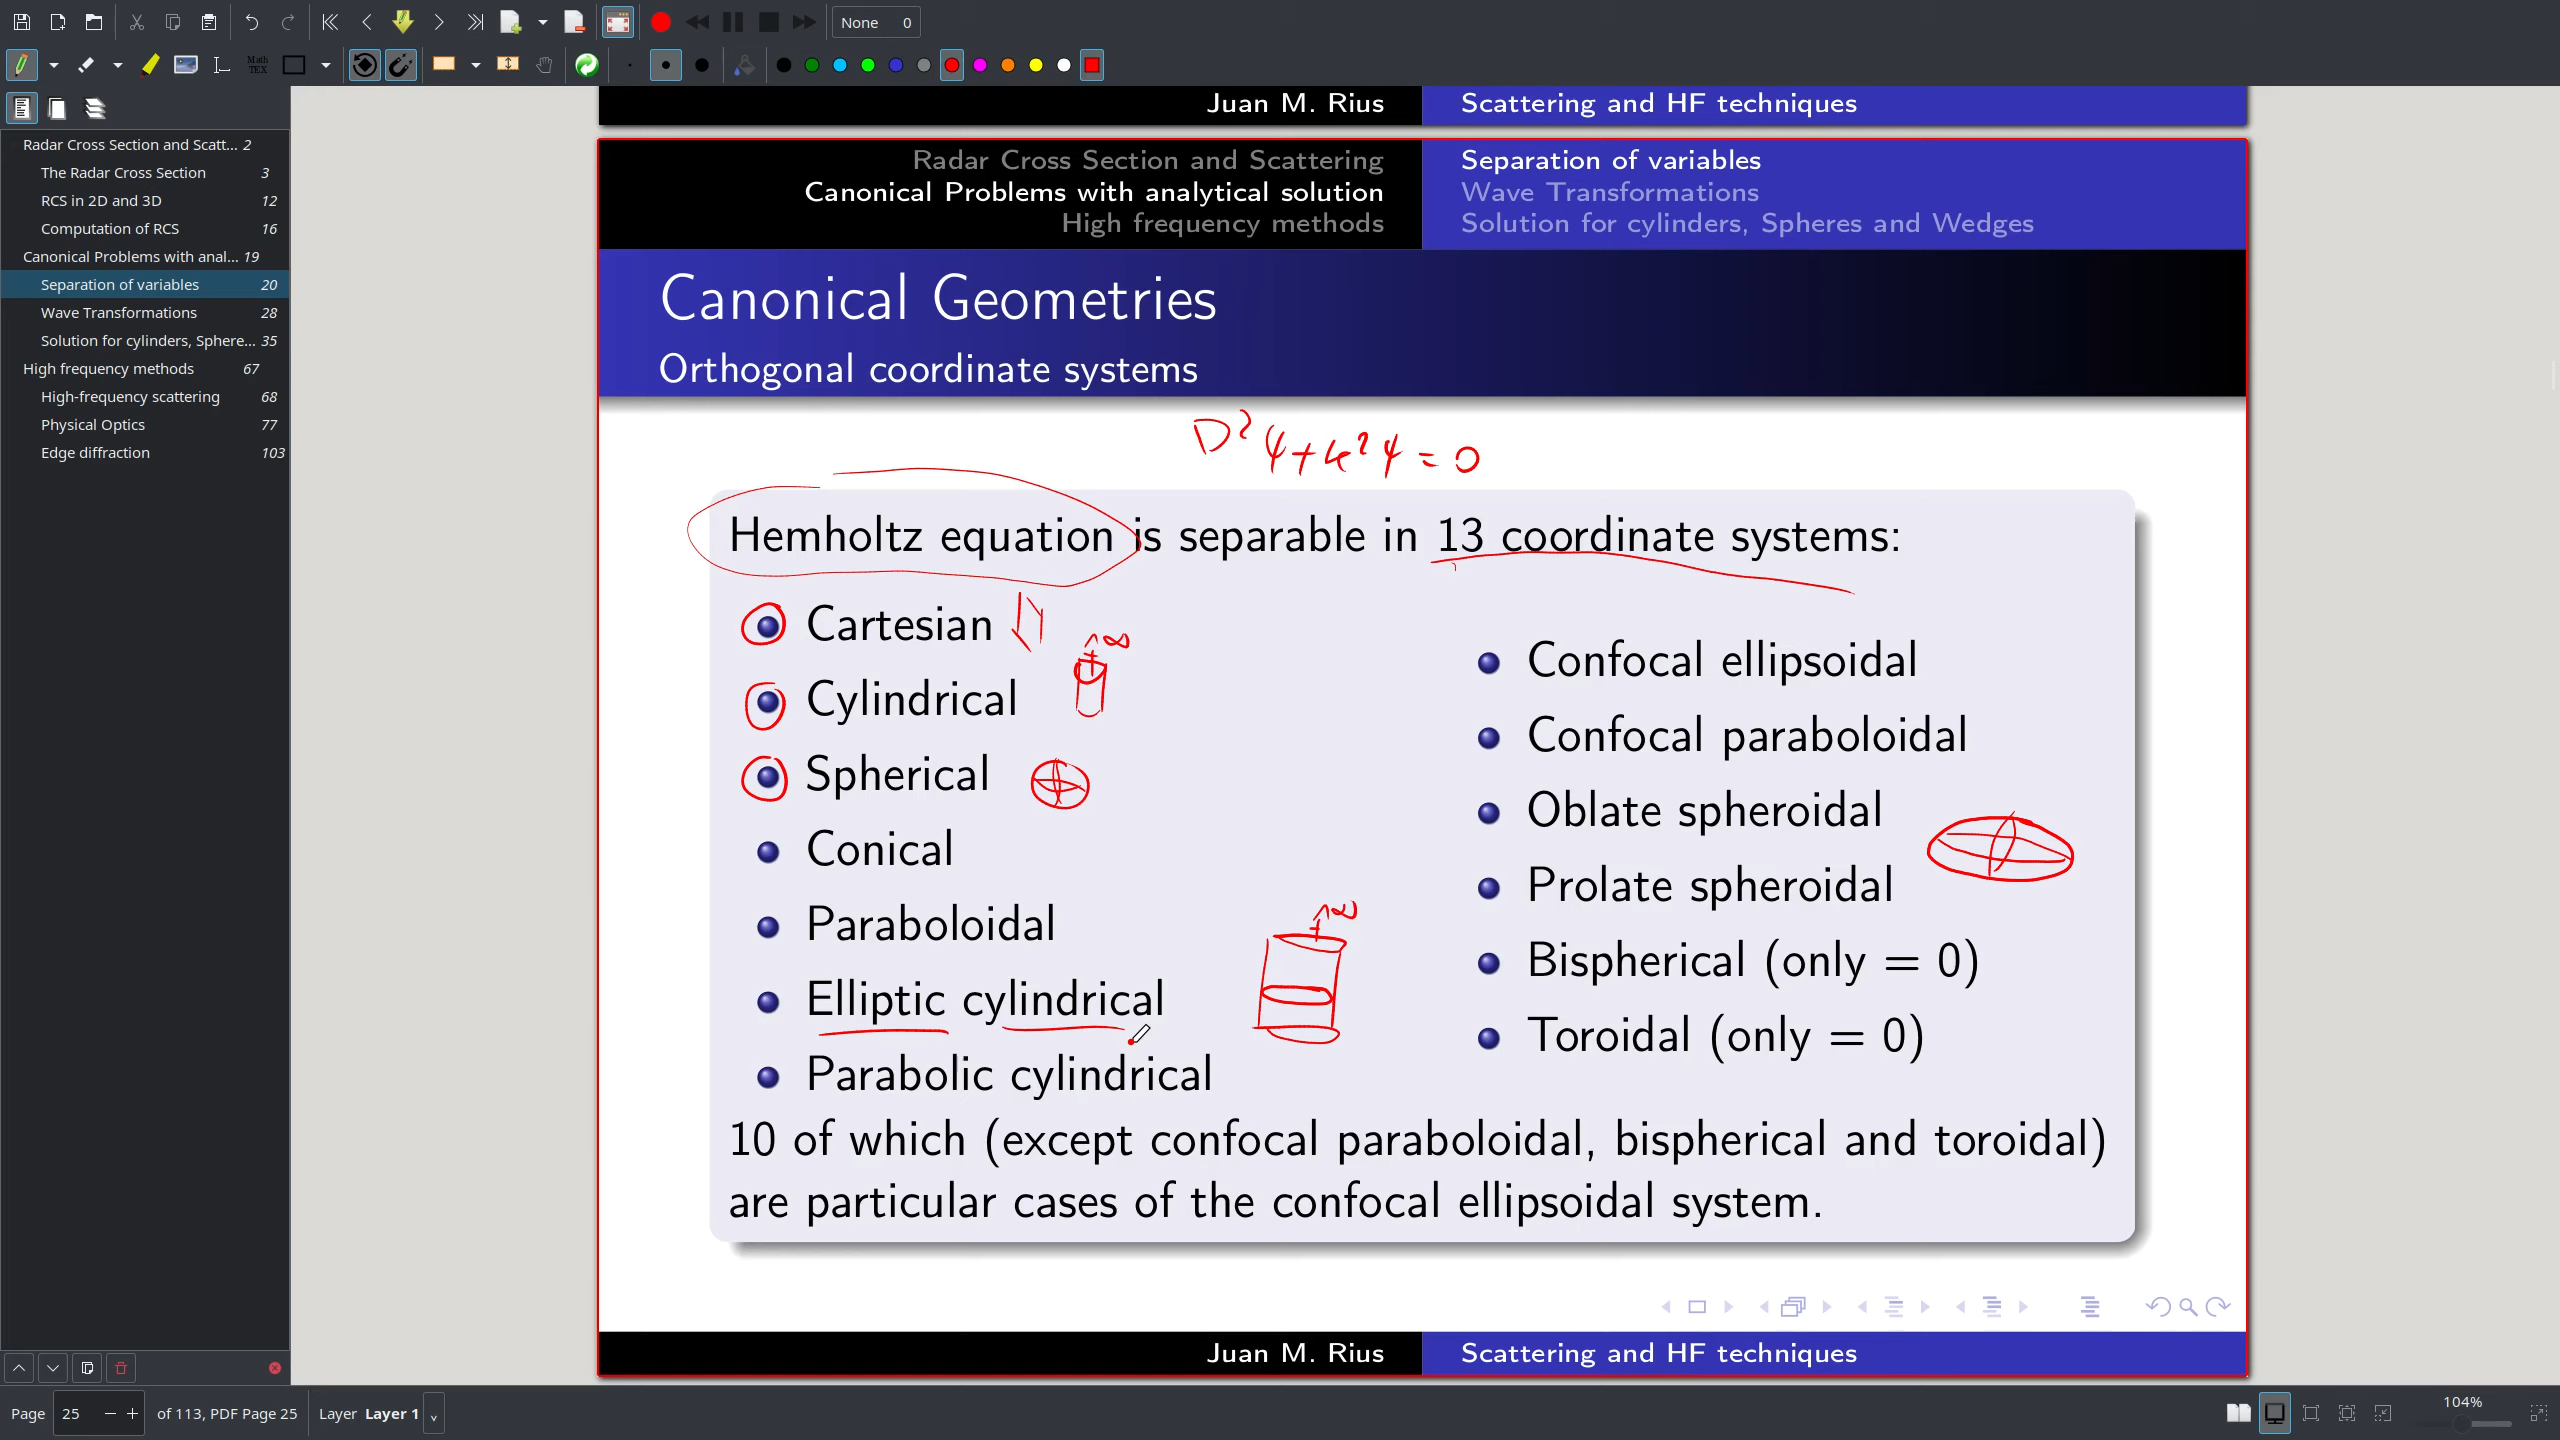 None 0
Math
TEX
Radar Cross Section and Scatt... 2
The Radar Cross Section 3
RCS in 2D and 3D 12
Computation of RCS 16
Canonical Problems with anal... 19
Separation of variables 20
Wave Transformations 28
Solution for cylinders, Sphere... 35
High frequency methods 67
High-frequency scattering 68
Physical Optics 77
Edge diffraction 103
Juan M. Rius Scattering and HF techniques
Radar Cross Section and Scattering
Canonical Problems with analytical solution
High frequency methods
Separation of variables
Wave Transformations
Solution for cylinders, Spheres and Wedges
Canonical Geometries
Orthogonal coordinate systems
D² ψ + k² ψ = 0
Hemholtz equation is separable in 13 coordinate systems:
Cartesian
∞
Cylindrical
Spherical
Conical
Paraboloidal
∞
Elliptic cylindrical
Parabolic cylindrical
Confocal ellipsoidal
Confocal paraboloidal
Oblate spheroidal
Prolate spheroidal
Bispherical (only = 0)
Toroidal (only = 0)
10 of which (except confocal paraboloidal, bispherical and toroidal)
are particular cases of the confocal ellipsoidal system.
Juan M. Rius Scattering and HF techniques
Page 25 − + of 113, PDF Page 25 Layer Layer 1
104%